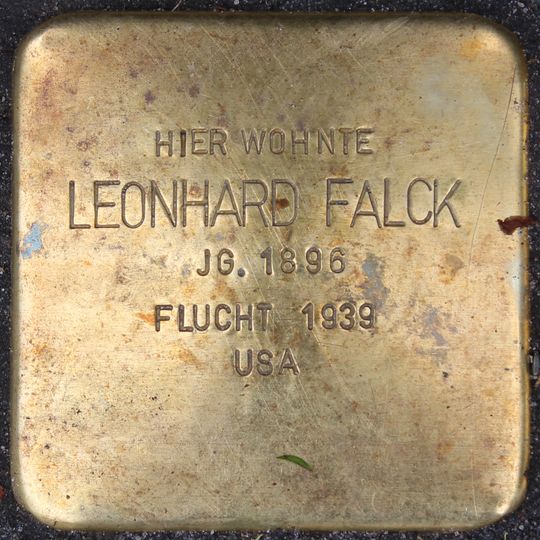 HIER WOHNTE
LEONHARD FALCK
JG. 1896
FLUCHT 1939
USA